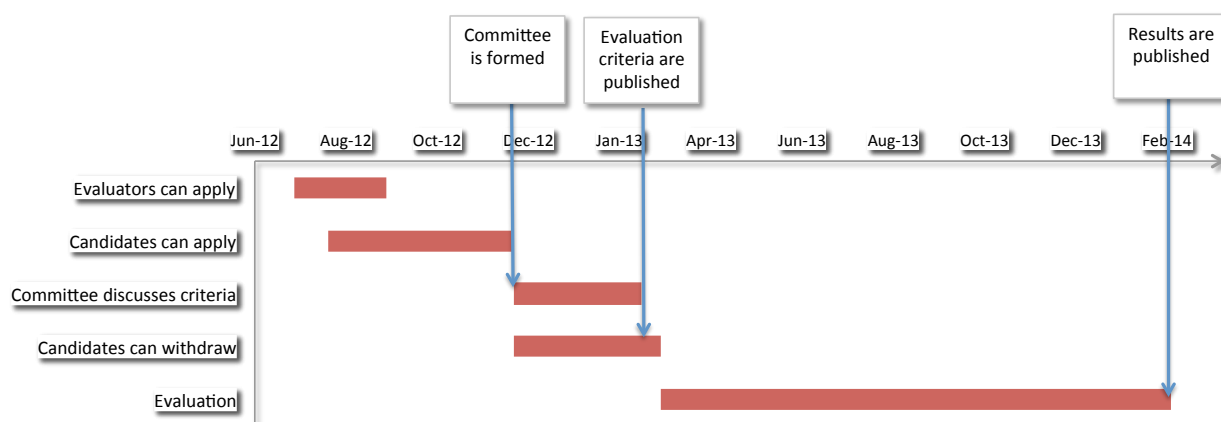 Committee
is formed
Evaluation
criteria are
published
Results are
published
Jun-12 Aug-12 Oct-12 Dec-12 Jan-13 Apr-13 Jun-13 Aug-13 Oct-13 Dec-13 Feb-14
Evaluators can apply
Candidates can apply
Committee discusses criteria
Candidates can withdraw
Evaluation